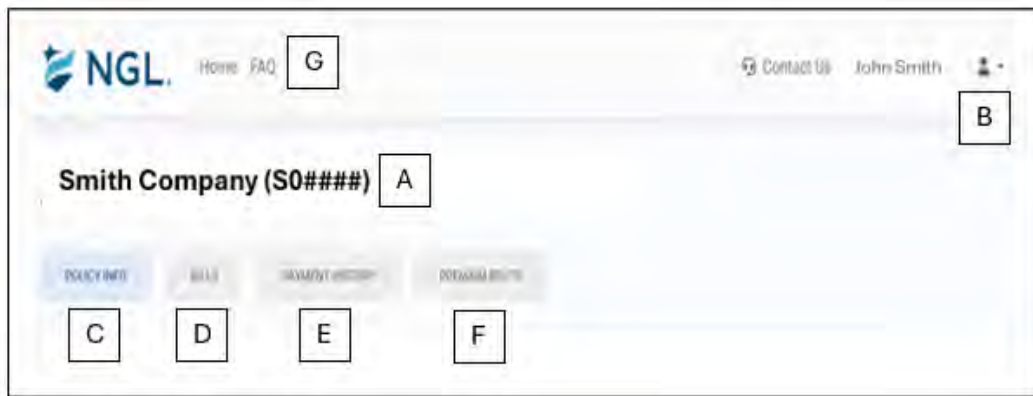 NGL. Home FAQ G Contact Us John Smith
B
Smith Company (S0####) A
POLICY INFO BILLS PAYMENT HISTORY
C D E F